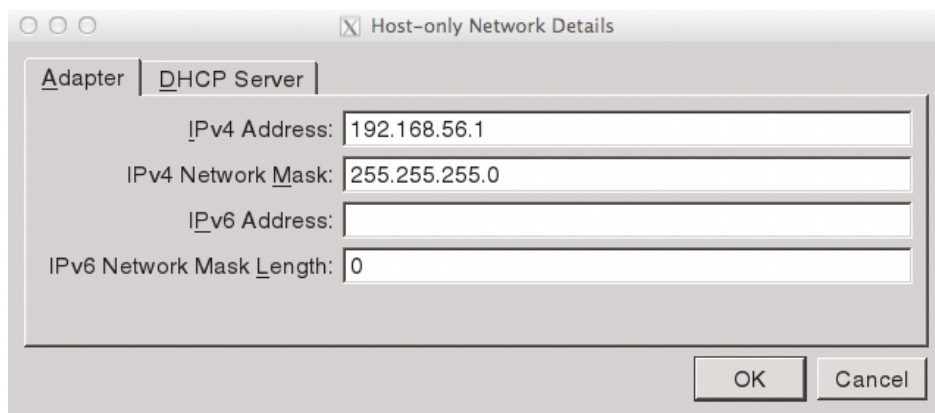 Host-only Network Details
Adapter DHCP Server
IPv4 Address: 192.168.56.1
IPv4 Network Mask: 255.255.255.0
IPv6 Address:
IPv6 Network Mask Length: 0
OK Cancel